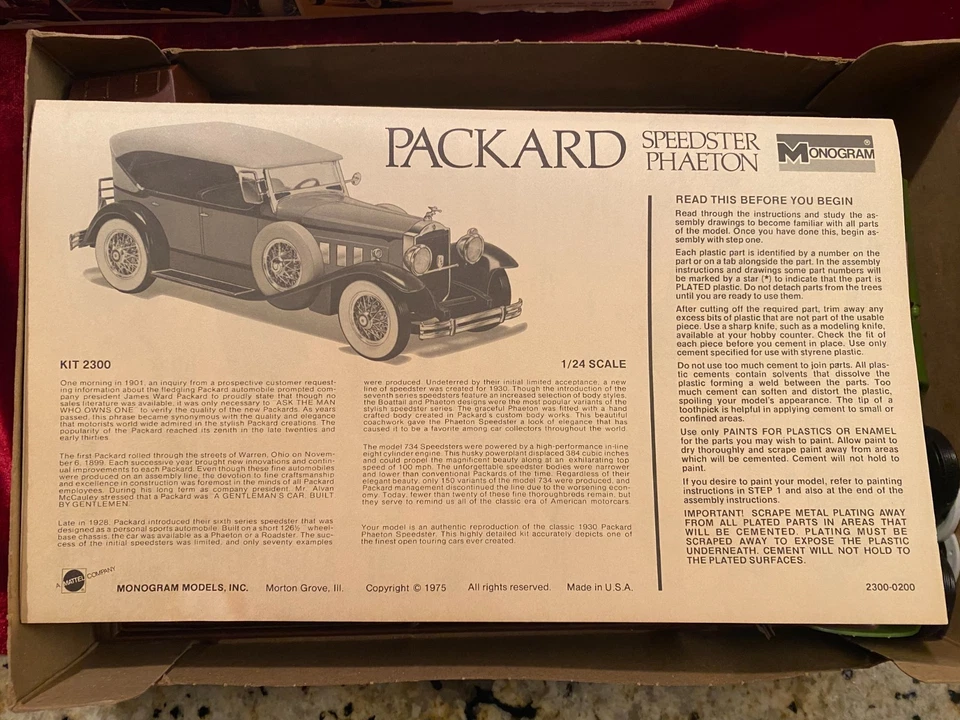 PACKARD SPEEDSTER
PHAETON
MONOGRAM®
KIT 2300
1/24 SCALE
One morning in 1901, an inquiry from a prospective customer request-
ing information about the fledgling Packard automobile prompted com-
pany president James Ward Packard to proudly state that though no
sales literature was available, it was only necessary to ASK THE MAN
WHO OWNS ONE to verify the quality of the new Packards. As years
passed, this phrase became synonymous with the quality and elegance
that motorists world wide admired in the stylish Packard creations. The
popularity of the Packard reached its zenith in the late twenties and
early thirties.
The first Packard rolled through the streets of Warren, Ohio on Novem-
ber 6, 1899. Each successive year brought new innovations and contin-
ual improvements to each Packard. Even though these fine automobiles
were produced on an assembly line, the devotion to fine craftsmanship
and excellence in construction was foremost in the minds of all Packard
employees. During his term as company president, Mr. Alvan
McCauley stressed that a Packard was A GENTLEMAN'S CAR, BUILT
BY GENTLEMEN.
Late in 1928, Packard introduced their sixth series speedster that was
designed as a personal sports automobile. Built on a short 126½" wheel-
base chassis, the car was available as a Phaeton or a Roadster. The suc-
cess of the initial speedsters was limited, and only seventy examples
were produced. Undeterred by their initial limited acceptance, a new
line of speedster was created for 1930. Though the introduction of the
seventh series speedsters feature an increased selection of body styles,
the Boattail and Phaeton designs were the most popular variants of the
stylish speedster series. The graceful Phaeton was fitted with a hand
crafted body created in Packard's custom body works. This beautiful
coachwork gave the Phaeton Speedster a look of elegance that has
caused it to be a favorite among car collectors throughout the world.
The model 734 Speedsters were powered by a high-performance in-line
eight cylinder engine. This husky powerplant displaced 384 cubic inches
and could propel the magnificent beauty along at an exhilarating top
speed of 100 mph. The unforgettable speedster bodies were narrower
and lower than conventional Packards of the time. Regardless of their
elegant beauty, only 150 variants of the model 734 were produced, and
Packard management discontinued the line due to the worsening econ-
omy. Today, fewer than twenty of these fine thoroughbreds remain, but
they serve to remind us all of the classic era of American motorcars.
Your model is an authentic reproduction of the classic 1930 Packard
Phaeton Speedster. This highly detailed kit accurately depicts one of
the finest open touring cars ever created.
READ THIS BEFORE YOU BEGIN
Read through the instructions and study the as-
sembly drawings to become familiar with all parts
of the model. Once you have done this, begin as-
sembly with step one.
Each plastic part is identified by a number on the
part or on a tab alongside the part. In the assembly
instructions and drawings some part numbers will
be marked by a star (*) to indicate that the part is
PLATED plastic. Do not detach parts from the trees
until you are ready to use them.
After cutting off the required part, trim away any
excess bits of plastic that are not part of the usable
piece. Use a sharp knife, such as a modeling knife,
available at your hobby counter. Check the fit of
each piece before you cement in place. Use only
cement specified for use with styrene plastic.
Do not use too much cement to join parts. All plas-
tic cements contain solvents that dissolve the
plastic forming a weld between the parts. Too
much cement can soften and distort the plastic,
spoiling your model's appearance. The tip of a
toothpick is helpful in applying cement to small or
confined areas.
Use only PAINTS FOR PLASTICS OR ENAMEL
for the parts you may wish to paint. Allow paint to
dry thoroughly and scrape paint away from areas
which will be cemented. Cement will not hold to
paint.
If you desire to paint your model, refer to painting
instructions in STEP 1 and also at the end of the
assembly instructions.
IMPORTANT! SCRAPE METAL PLATING AWAY
FROM ALL PLATED PARTS IN AREAS THAT
WILL BE CEMENTED. PLATING MUST BE
SCRAPED AWAY TO EXPOSE THE PLASTIC
UNDERNEATH. CEMENT WILL NOT HOLD TO
THE PLATED SURFACES.
A MATTEL COMPANY
MONOGRAM MODELS, INC. Morton Grove, Ill. Copyright © 1975 All rights reserved. Made in U.S.A.
2300-0200